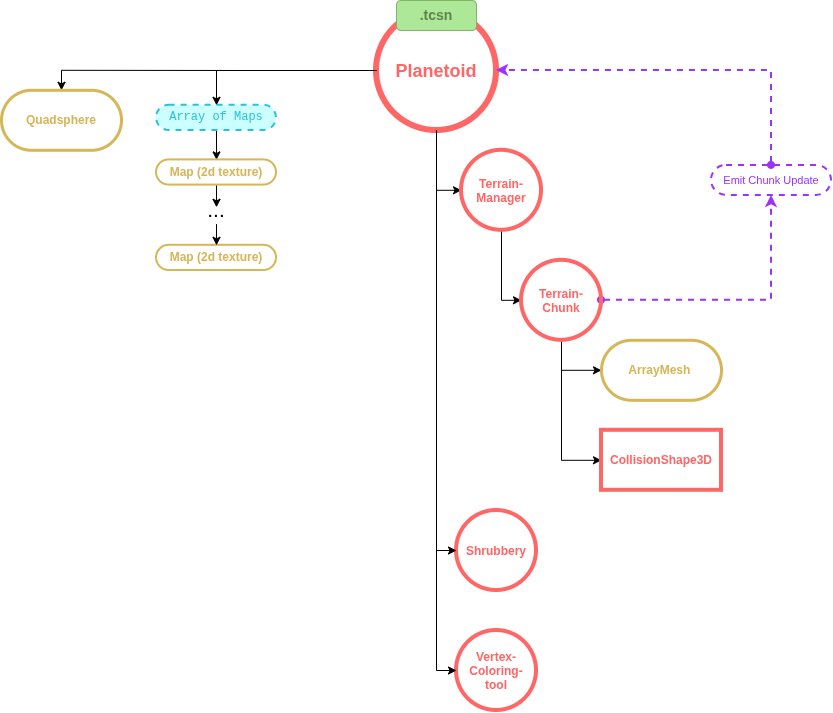 .tcsn
Planetoid
Quadsphere
Array of Maps
Map (2d texture)
...
Map (2d texture)
Terrain-
Manager
Emit Chunk Update
Terrain-
Chunk
ArrayMesh
CollisionShape3D
Shrubbery
Vertex-
Coloring-
tool